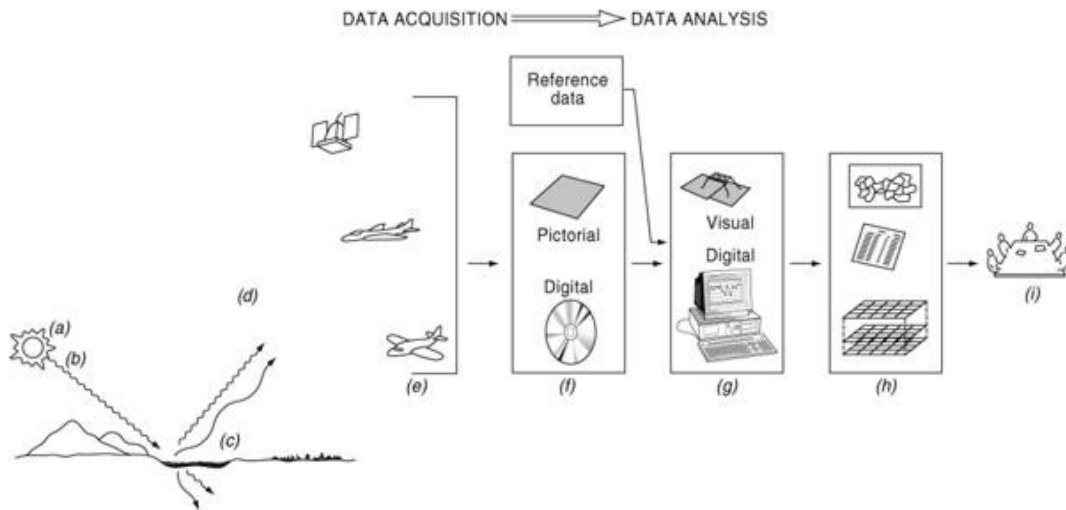 DATA ACQUISITION DATA ANALYSIS
Reference
data
Pictorial
Digital
Visual
Digital
(a)
(b)
(c)
(d)
(e)
(f)
(g)
(h)
(i)